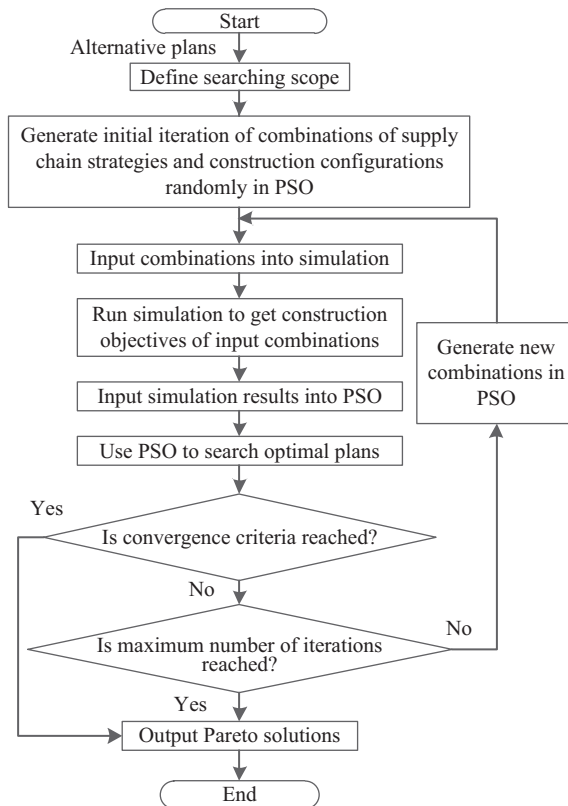 Start
Alternative plans
Define searching scope
Generate initial iteration of combinations of supply
chain strategies and construction configurations
randomly in PSO
Input combinations into simulation
Run simulation to get construction
objectives of input combinations
Generate new
combinations in
PSO
Input simulation results into PSO
Use PSO to search optimal plans
Yes
Is convergence criteria reached?
No
Is maximum number of iterations
reached?
No
Yes
Output Pareto solutions
End